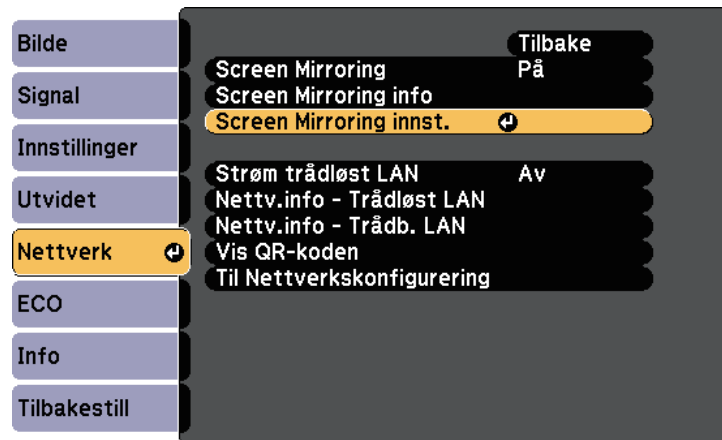 Bilde
Signal
Innstillinger
Utvidet
Nettverk
ECO
Info
Tilbakestill
Tilbake
Screen Mirroring På
Screen Mirroring info
Screen Mirroring innst.
Strøm trådløst LAN Av
Nettv.info - Trådløst LAN
Nettv.info - Trådb. LAN
Vis QR-koden
Til Nettverkskonfigurering